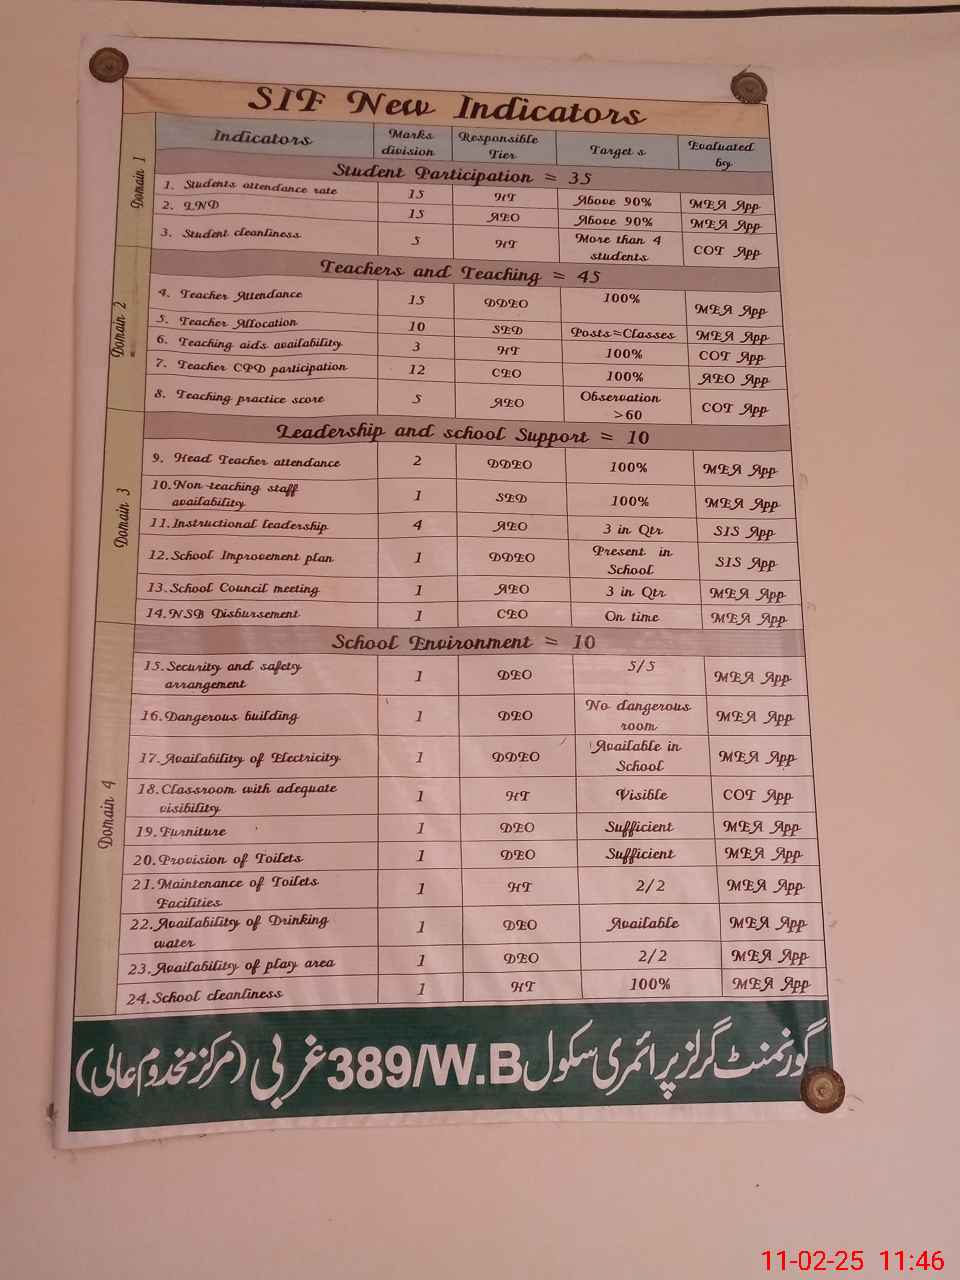 SIF New Indicators
Indicators Marks division Responsible Tier Target s Evaluated by
Domain 1
Student Participation = 35
1. Students attendance rate 15 HT Above 90% MEA App
2. LND 15 AEO Above 90% MEA App
3. Student cleanliness 5 HT More than 4 students COT App
Domain 2
Teachers and Teaching = 45
4. Teacher Attendance 15 DDEO 100% MEA App
5. Teacher Allocation 10 SED Posts=Classes MEA App
6. Teaching aids availability 3 HT 100% COT App
7. Teacher CPD participation 12 CEO 100% AEO App
8. Teaching practice score 5 AEO Observation >60 COT App
Domain 3
Leadership and school Support = 10
9. Head Teacher attendance 2 DDEO 100% MEA App
10. Non-teaching staff availability 1 SED 100% MEA App
11. Instructional leadership 4 AEO 3 in Qtr SIS App
12. School Improvement plan 1 DDEO Present in School SIS App
13. School Council meeting 1 AEO 3 in Qtr MEA App
14. NSB Disbursement 1 CEO On time MEA App
Domain 4
School Environment = 10
15. Security and safety arrangement 1 DEO 5/5 MEA App
16. Dangerous building 1 DEO No dangerous room MEA App
17. Availability of Electricity 1 DDEO Available in School MEA App
18. Classroom with adequate visibility 1 HT Visible COT App
19. Furniture 1 DEO Sufficient MEA App
20. Provision of Toilets 1 DEO Sufficient MEA App
21. Maintenance of Toilets Facilities 1 HT 2/2 MEA App
22. Availability of Drinking water 1 DEO Available MEA App
23. Availability of play area 1 DEO 2/2 MEA App
24. School cleanliness 1 HT 100% MEA App
گورنمنٹ گرلز پرائمری سکول 389/W.B غربی (مرکز مخدوم عالی)
11-02-25 11:46